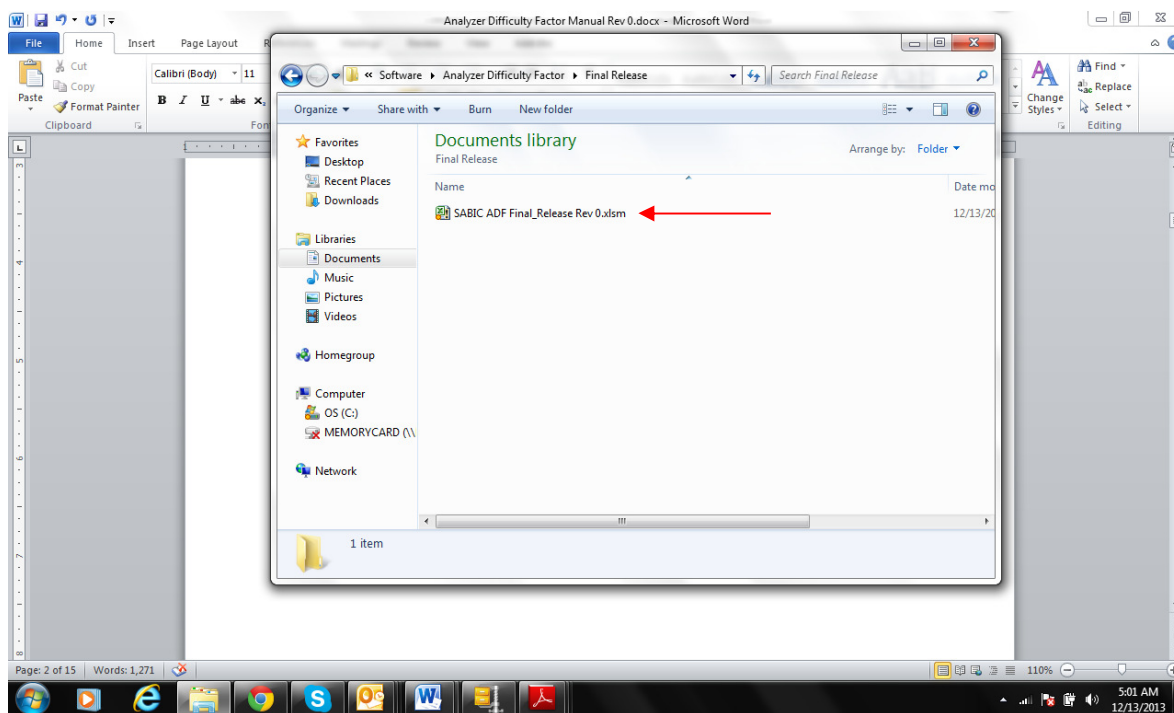 Analyzer Difficulty Factor Manual Rev 0.docx - Microsoft Word
File Home Insert Page Layout
Cut
Copy
Paste
Format Painter
Clipboard
Calibri (Body) 11
B I U abc X
Fon
Change Styles
Find
Replace
Select
Editing
« Software ▸ Analyzer Difficulty Factor ▸ Final Release
Search Final Release
Organize Share with Burn New folder
Favorites
Desktop
Recent Places
Downloads
Libraries
Documents
Music
Pictures
Videos
Homegroup
Computer
OS (C:)
MEMORYCARD (\\
Network
Documents library
Final Release
Arrange by: Folder
Name Date mo
SABIC ADF Final_Release Rev 0.xlsm 12/13/20
1 item
Page: 2 of 15 Words: 1,271
110%
5:01 AM
12/13/2013